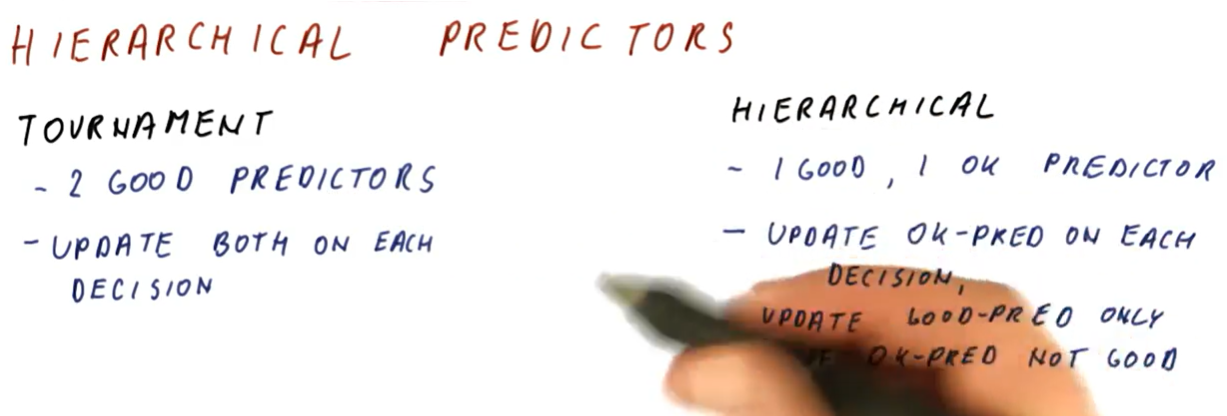 HIERARCHICAL PREDICTORS
TOURNAMENT
- 2 GOOD PREDICTORS
- UPDATE BOTH ON EACH
DECISION
HIERARCHICAL
- 1 GOOD, 1 OK PREDICTOR
- UPDATE OK-PRED ON EACH
DECISION,
UPDATE GOOD-PRED ONLY
OK-PRED NOT GOOD